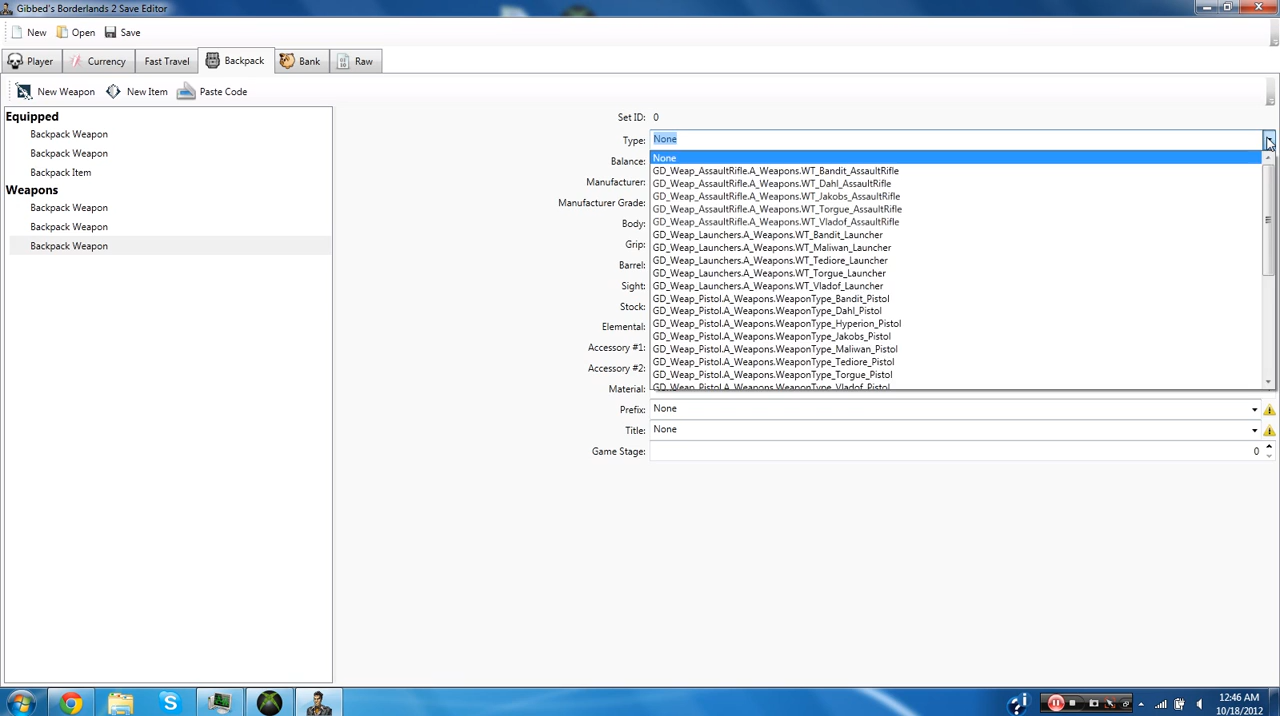 Gibbed's Borderlands 2 Save Editor
New Open Save
Player Currency Fast Travel Backpack Bank Raw
New Weapon New Item Paste Code
Equipped
Backpack Weapon
Backpack Weapon
Backpack Item
Weapons
Backpack Weapon
Backpack Weapon
Backpack Weapon
Set ID: 0
Type: None
Balance:
Manufacturer:
Manufacturer Grade:
Body:
Grip:
Barrel:
Sight:
Stock:
Elemental:
Accessory #1:
Accessory #2:
Material:
None
GD_Weap_AssaultRifle.A_Weapons.WT_Bandit_AssaultRifle
GD_Weap_AssaultRifle.A_Weapons.WT_Dahl_AssaultRifle
GD_Weap_AssaultRifle.A_Weapons.WT_Jakobs_AssaultRifle
GD_Weap_AssaultRifle.A_Weapons.WT_Torgue_AssaultRifle
GD_Weap_AssaultRifle.A_Weapons.WT_Vladof_AssaultRifle
GD_Weap_Launchers.A_Weapons.WT_Bandit_Launcher
GD_Weap_Launchers.A_Weapons.WT_Maliwan_Launcher
GD_Weap_Launchers.A_Weapons.WT_Tediore_Launcher
GD_Weap_Launchers.A_Weapons.WT_Torgue_Launcher
GD_Weap_Launchers.A_Weapons.WT_Vladof_Launcher
GD_Weap_Pistol.A_Weapons.WeaponType_Bandit_Pistol
GD_Weap_Pistol.A_Weapons.WeaponType_Dahl_Pistol
GD_Weap_Pistol.A_Weapons.WeaponType_Hyperion_Pistol
GD_Weap_Pistol.A_Weapons.WeaponType_Jakobs_Pistol
GD_Weap_Pistol.A_Weapons.WeaponType_Maliwan_Pistol
GD_Weap_Pistol.A_Weapons.WeaponType_Tediore_Pistol
GD_Weap_Pistol.A_Weapons.WeaponType_Torgue_Pistol
GD_Weap_Pistol.A_Weapons.WeaponType_Vladof_Pistol
Prefix: None
Title: None
Game Stage: 0
12:46 AM
10/18/2012